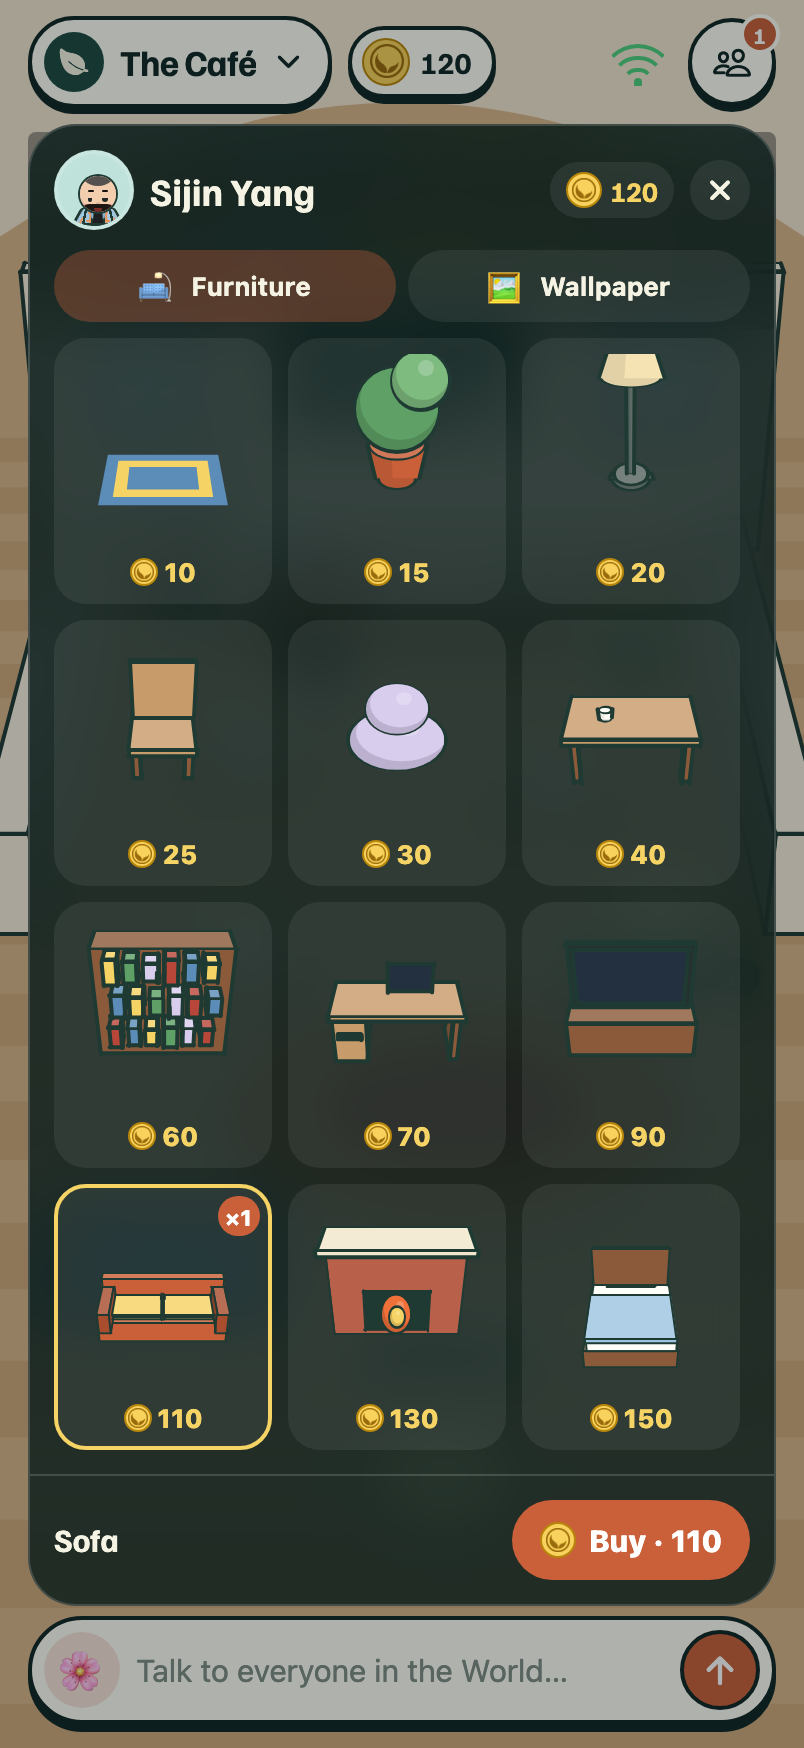 The Café
120
1
Sijin Yang
120
Furniture
Wallpaper
10
15
20
25
30
40
60
70
90
×1
110
130
150
Sofa
Buy · 110
Talk to everyone in the World...